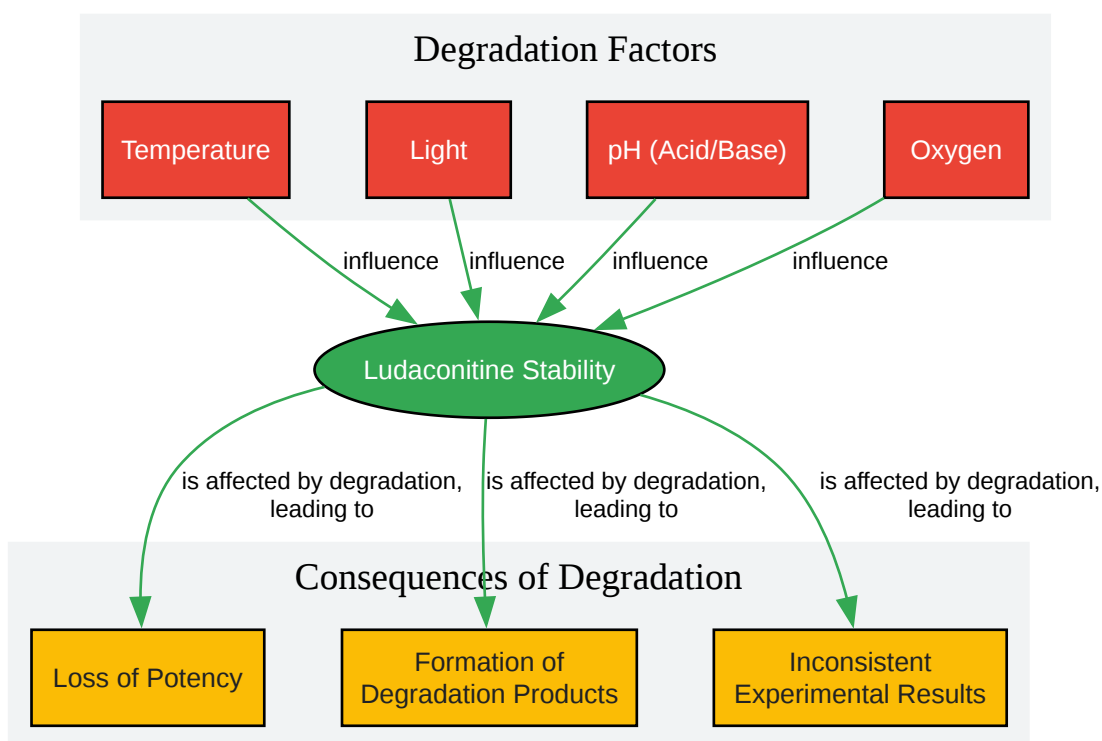 Degradation Factors
Temperature
Light
pH (Acid/Base)
Oxygen
influence
influence
influence
influence
Ludaconitine Stability
is affected by degradation,
leading to
is affected by degradation,
leading to
is affected by degradation,
leading to
Consequences of Degradation
Loss of Potency
Formation of
Degradation Products
Inconsistent
Experimental Results